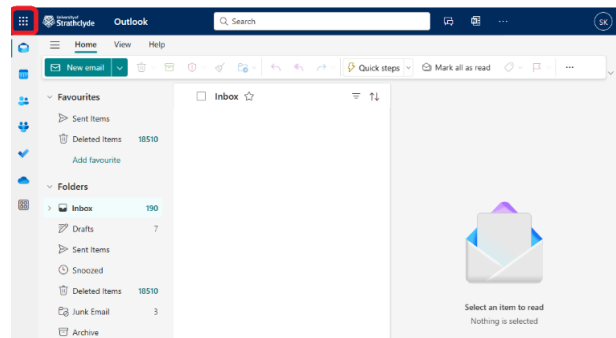 University of
Strathclyde Outlook Search SK
Home View Help
New email Quick steps Mark all as read
Favourites
Sent Items
Deleted Items 18510
Add favourite
Folders
Inbox 190
Drafts 7
Sent Items
Snoozed
Deleted Items 18510
Junk Email 3
Archive
Inbox
Select an item to read
Nothing is selected